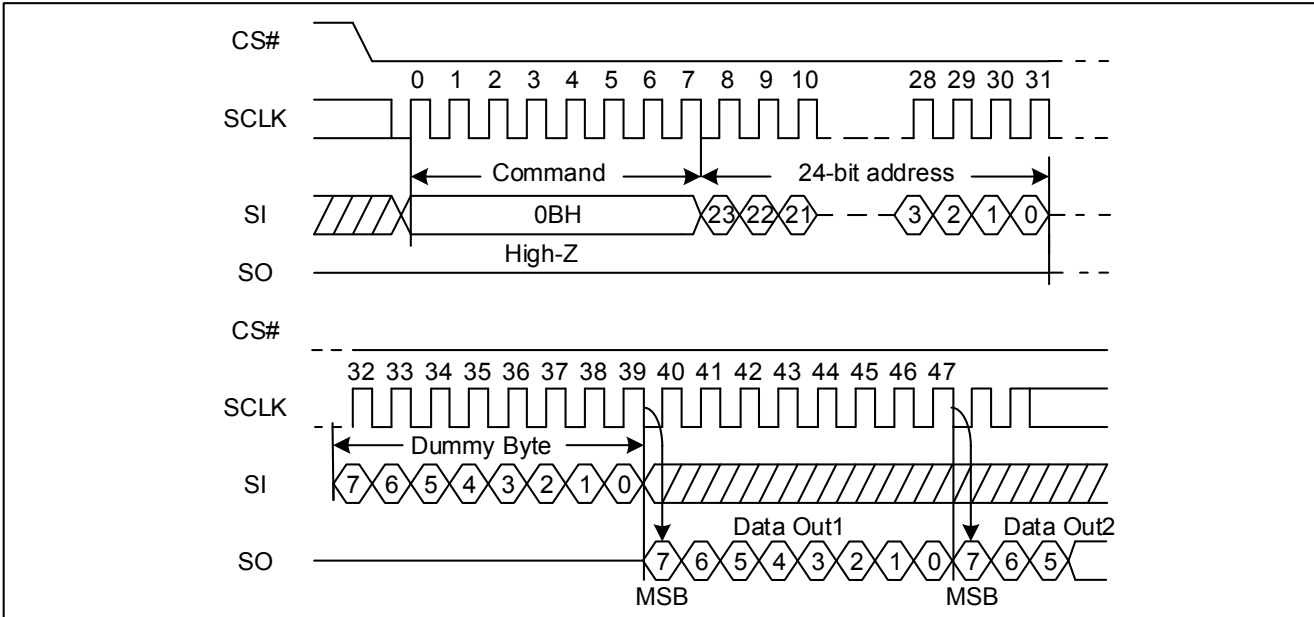 CS#
0 1 2 3 4 5 6 7 8 9 10 28 29 30 31
SCLK
Command 24-bit address
SI 0BH 23 22 21 3 2 1 0
High-Z
SO
CS#
32 33 34 35 36 37 38 39 40 41 42 43 44 45 46 47
SCLK
Dummy Byte
SI 7 6 5 4 3 2 1 0
Data Out1 Data Out2
SO 7 6 5 4 3 2 1 0 7 6 5
MSB MSB